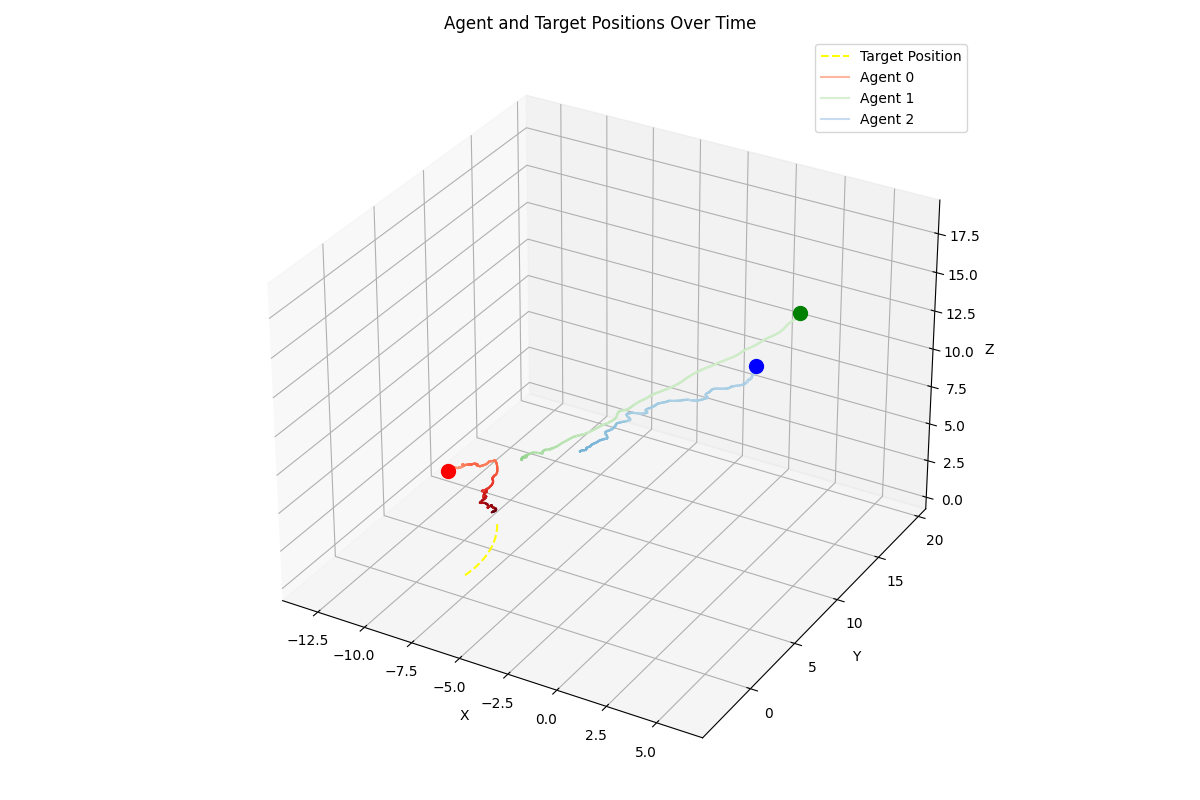 Agent and Target Positions Over Time
Target Position
Agent 0
Agent 1
Agent 2
17.5
15.0
12.5
10.0
Z
7.5
5.0
2.5
0.0
20
15
10
Y
5
0
−12.5
−10.0
−7.5
−5.0
X
−2.5
0.0
2.5
5.0